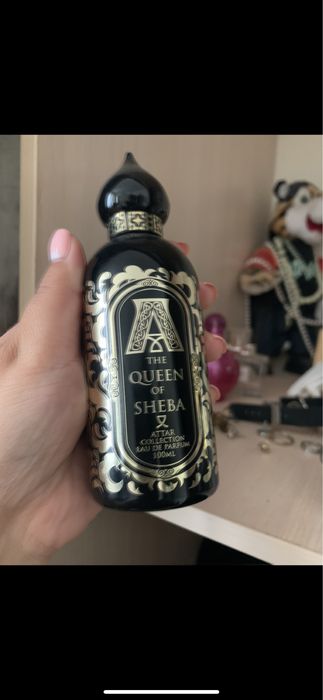 A
THE
QUEEN
OF
SHEBA
ATTAR
COLLECTION
EAU DE PARFUM
100ML